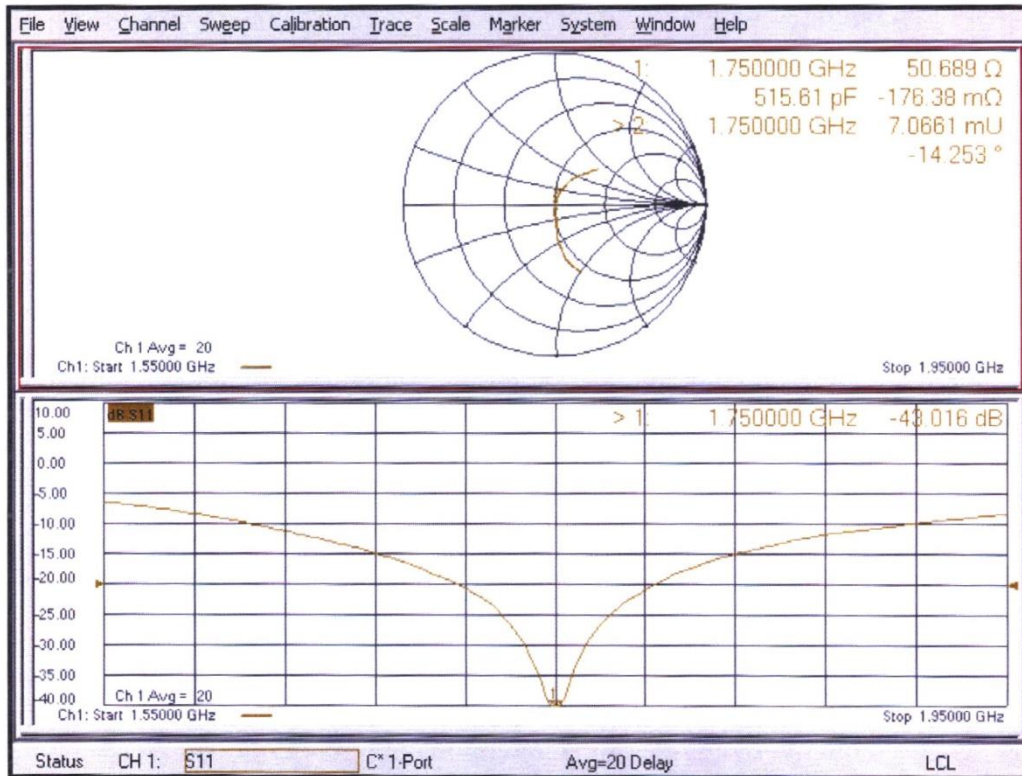 File View Channel Sweep Calibration Trace Scale Marker System Window Help
1: 1.750000 GHz 50.689 Ω
515.61 pF -176.38 mΩ
> 2: 1.750000 GHz 7.0661 mU
-14.253 °
Ch 1 Avg = 20
Ch1: Start 1.55000 GHz Stop 1.95000 GHz
10.00 dB S11 > 1: 1.750000 GHz -43.016 dB
5.00
0.00
-5.00
-10.00
-15.00
-20.00
-25.00
-30.00
-35.00
-40.00 1
Ch 1 Avg = 20
Ch1: Start 1.55000 GHz Stop 1.95000 GHz
Status CH 1: S11 C* 1-Port Avg=20 Delay LCL